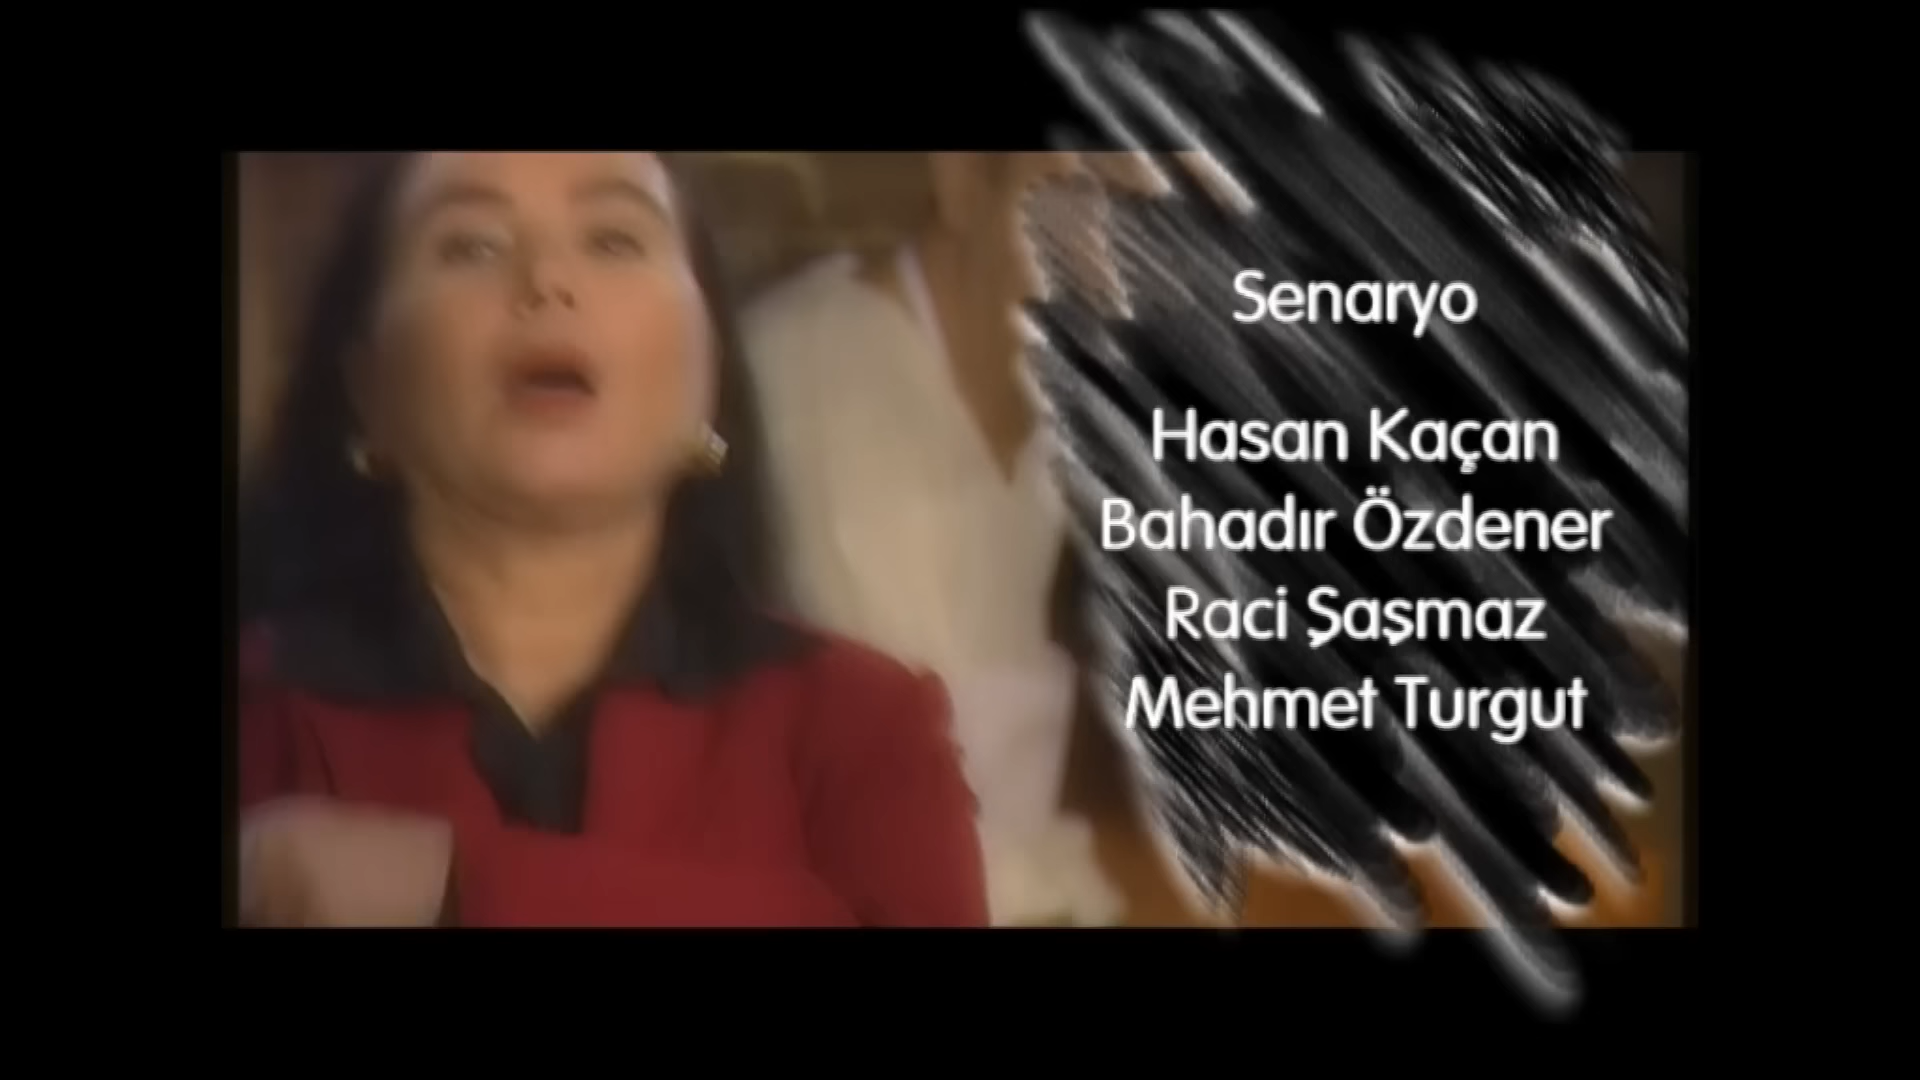 Senaryo
Hasan Kaçan
Bahadır Özdener
Raci Şaşmaz
Mehmet Turgut